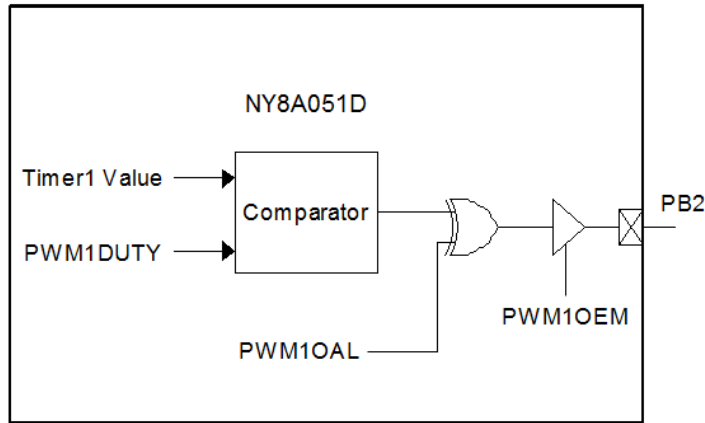 NY8A051D
Timer1 Value
Comparator
PB2
PWM1DUTY
PWM1OEM
PWM1OAL